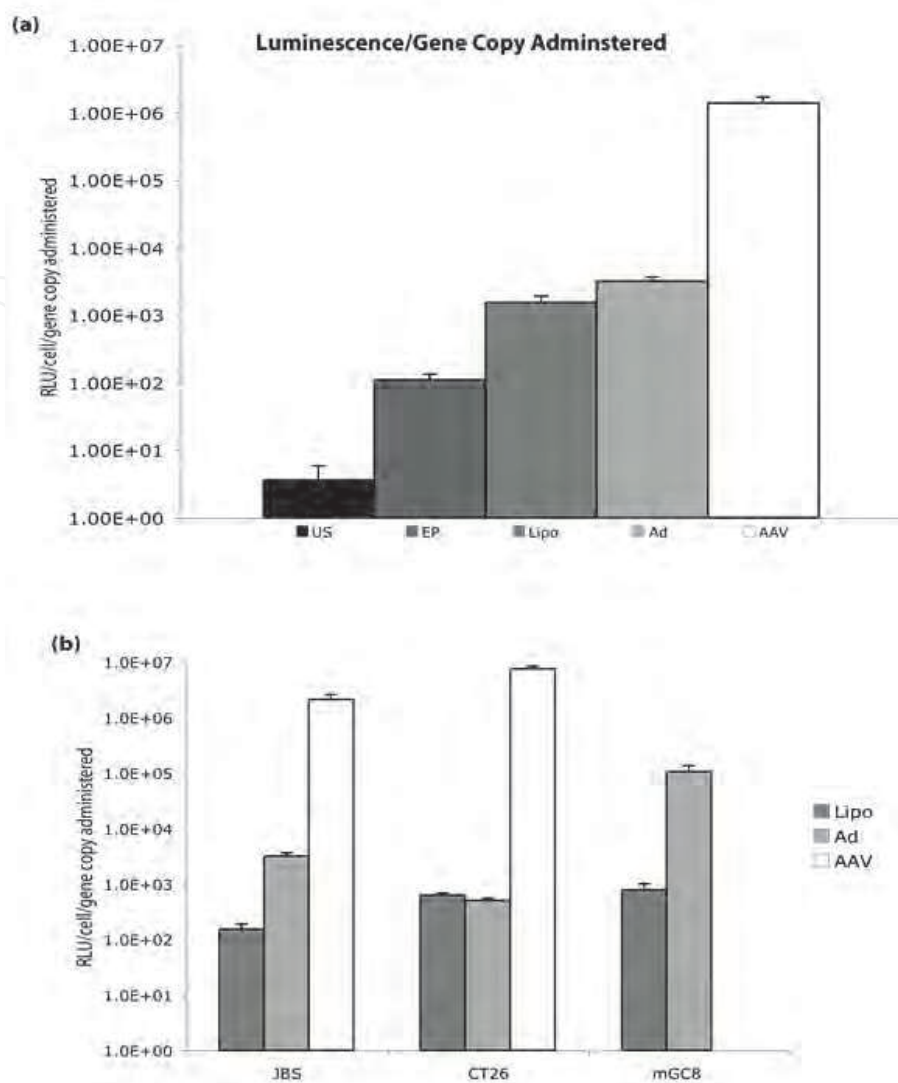 (a)
Luminescence/Gene Copy Adminstered
RLU/cell/gene copy administered
1.00E+07
1.00E+06
1.00E+05
1.00E+04
1.00E+03
1.00E+02
1.00E+01
1.00E+00
US EP Lipo Ad AAV
(b)
RLU/cell/gene copy administered
1.0E+07
1.0E+06
1.0E+05
1.0E+04
1.0E+03
1.0E+02
1.0E+01
1.0E+00
JBS CT26 mGC8
Lipo
Ad
AAV